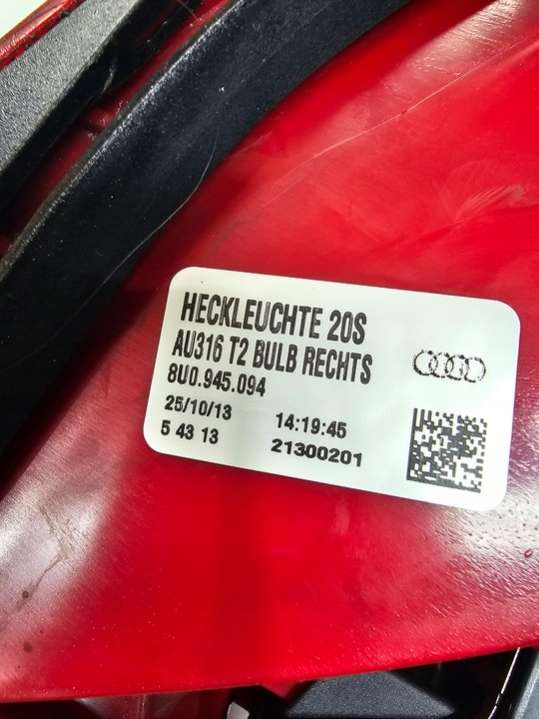 HECKLEUCHTE 20S
AU316 T2 BULB RECHTS
8U0.945.094
25/10/13 14:19:45
5 43 13 21300201